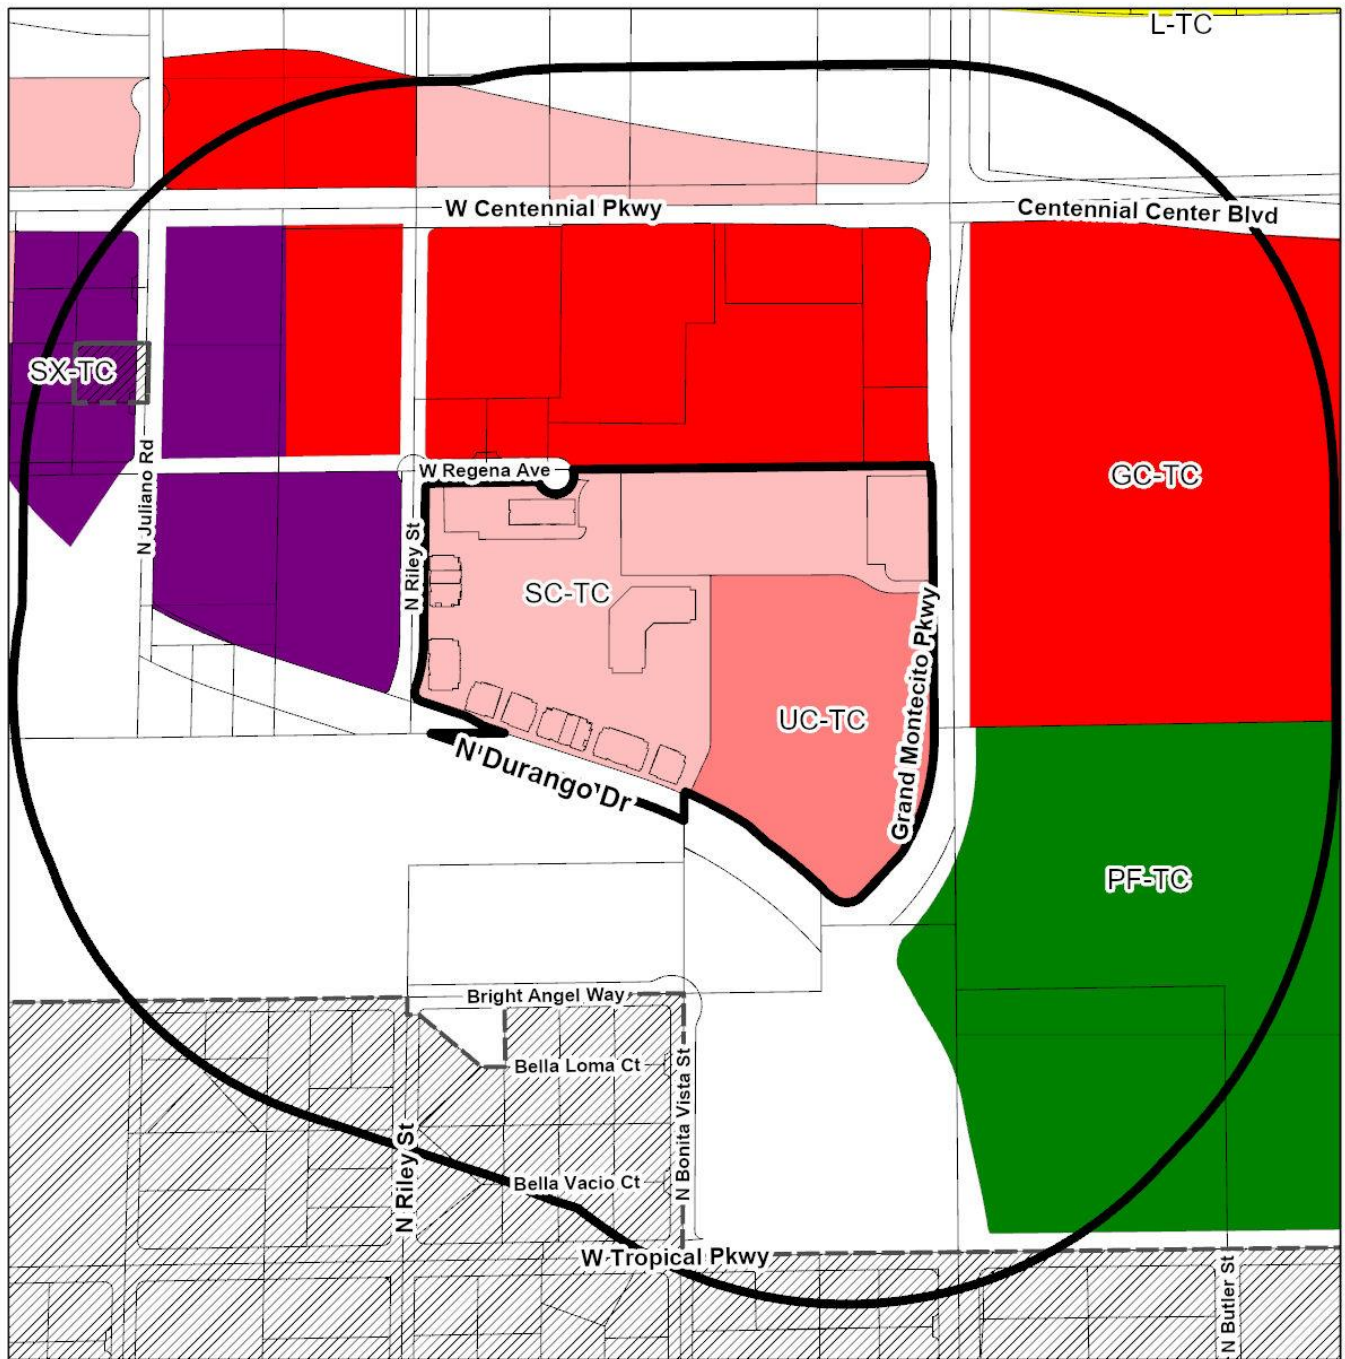 L-TC
W Centennial Pkwy
Centennial Center Blvd
SX-TC
N Juliano Rd
W Regena Ave
GC-TC
N Riley St
SC-TC
Grand Montecito Pkwy
UC-TC
N Durango Dr
PF-TC
Bright Angel Way
Bella Loma Ct
N Bonita Vista St
N Riley St
Bella Vacio Ct
W Tropical Pkwy
N Butler St